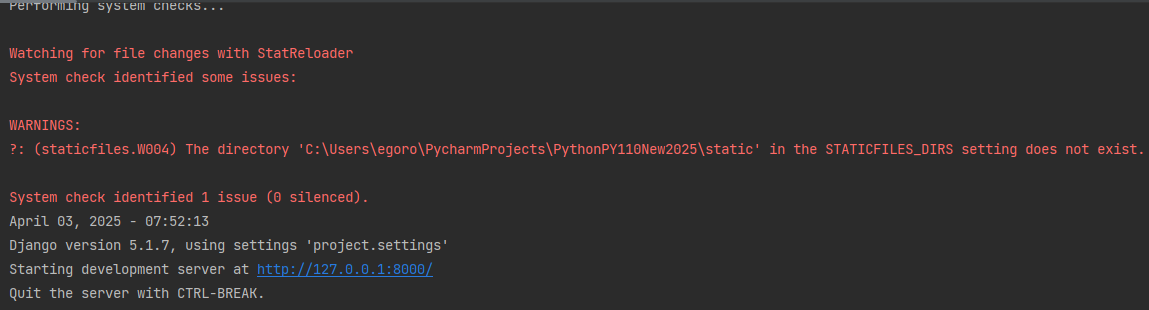 Performing system checks...
Watching for file changes with StatReloader
System check identified some issues:
WARNINGS:
?: (staticfiles.W004) The directory 'C:\Users\egoro\PycharmProjects\PythonPY110New2025\static' in the STATICFILES_DIRS setting does not exist.
System check identified 1 issue (0 silenced).
April 03, 2025 - 07:52:13
Django version 5.1.7, using settings 'project.settings'
Starting development server at http://127.0.0.1:8000/
Quit the server with CTRL-BREAK.